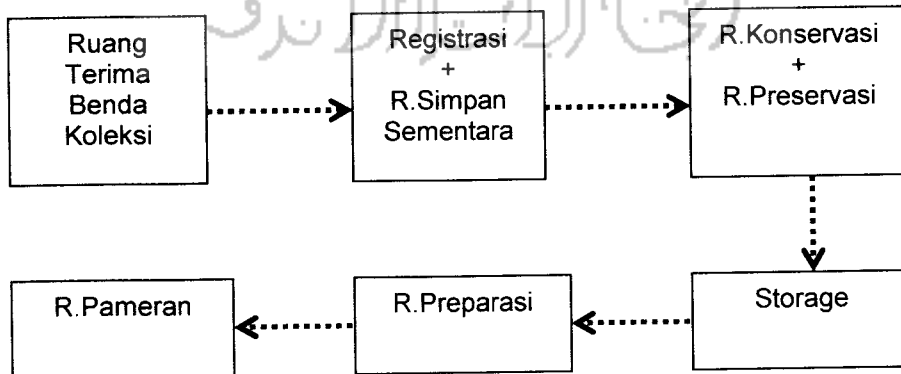 Ruang
Terima
Benda
Koleksi
Registrasi
+
R.Simpan
Sementara
R.Konservasi
+
R.Preservasi
Storage
R.Preparasi
R.Pameran